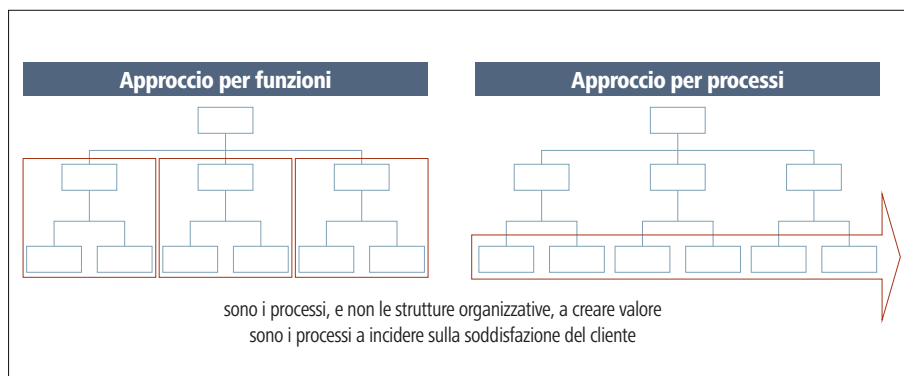 Approccio per funzioni
Approccio per processi
sono i processi, e non le strutture organizzative, a creare valore
sono i processi a incidere sulla soddisfazione del cliente